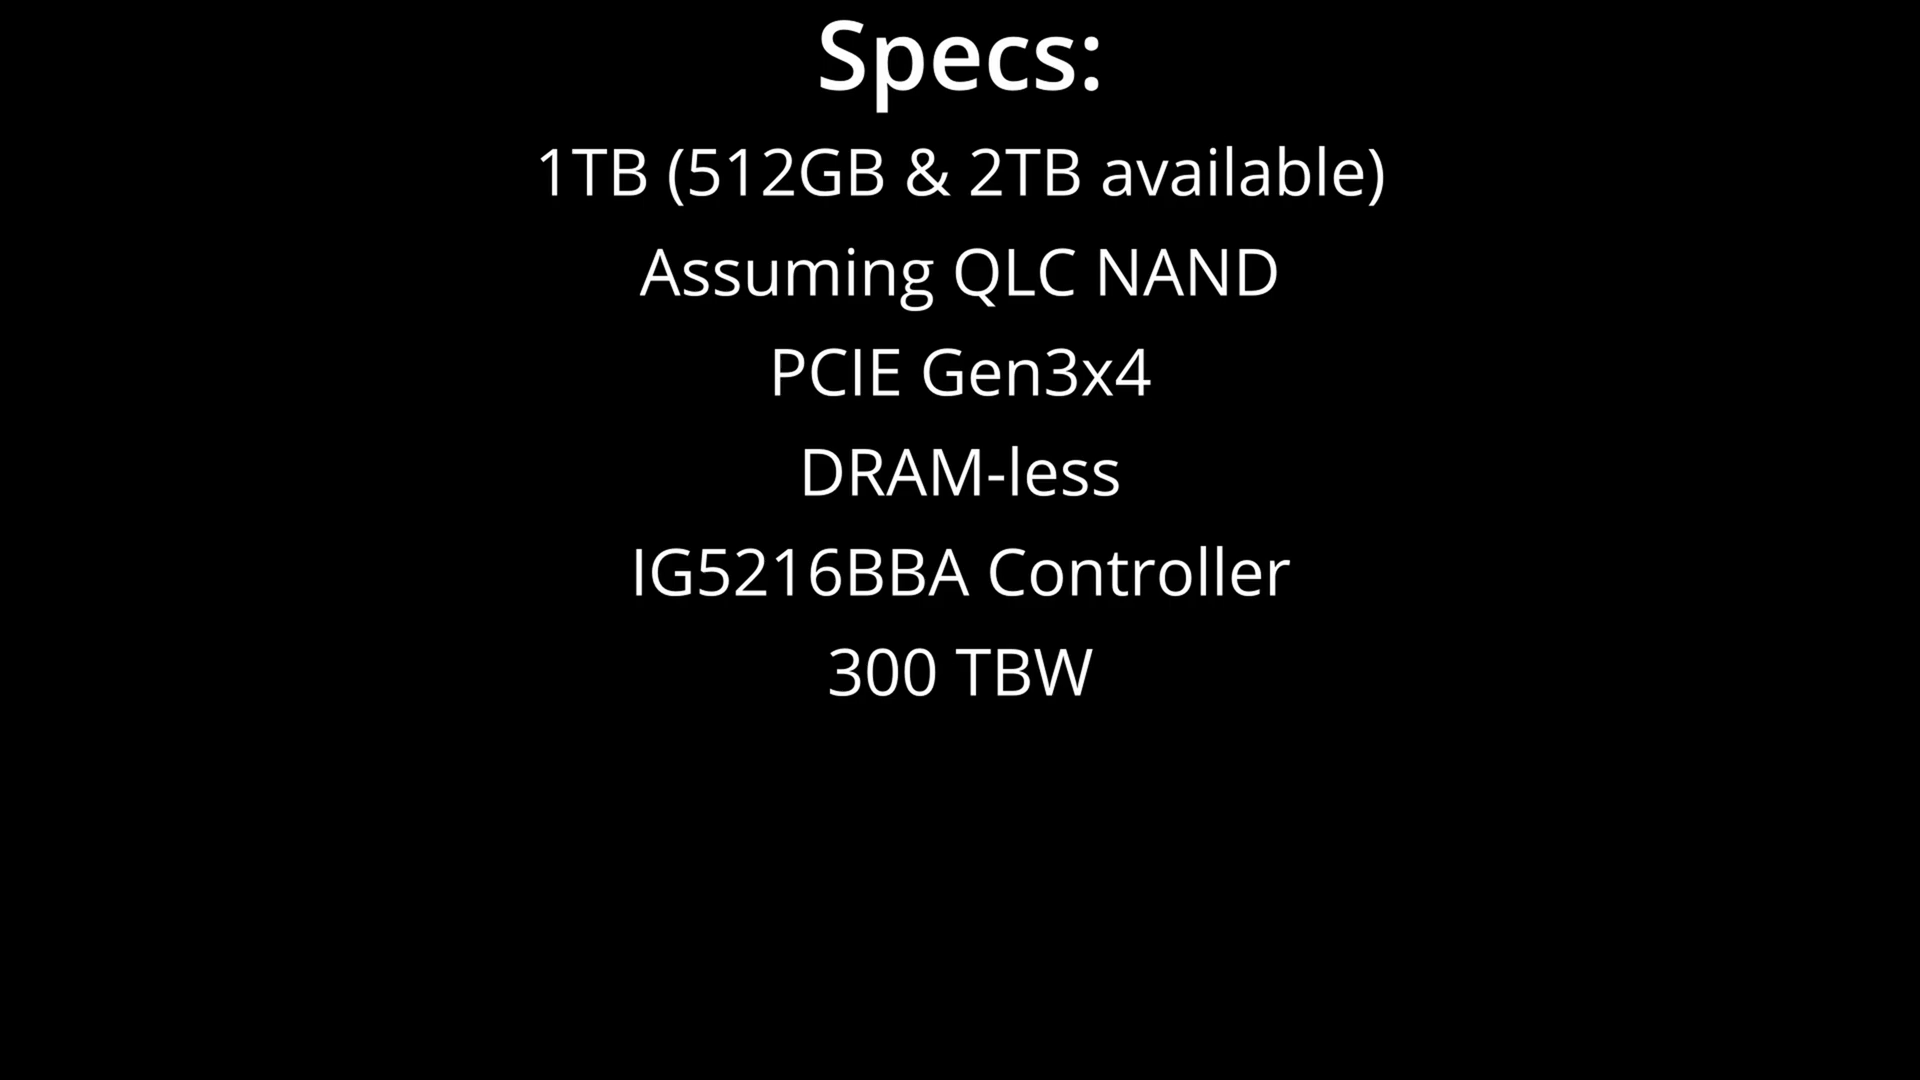 Specs:
1TB (512GB & 2TB available)
Assuming QLC NAND
PCIE Gen3x4
DRAM-less
IG5216BBA Controller
300 TBW